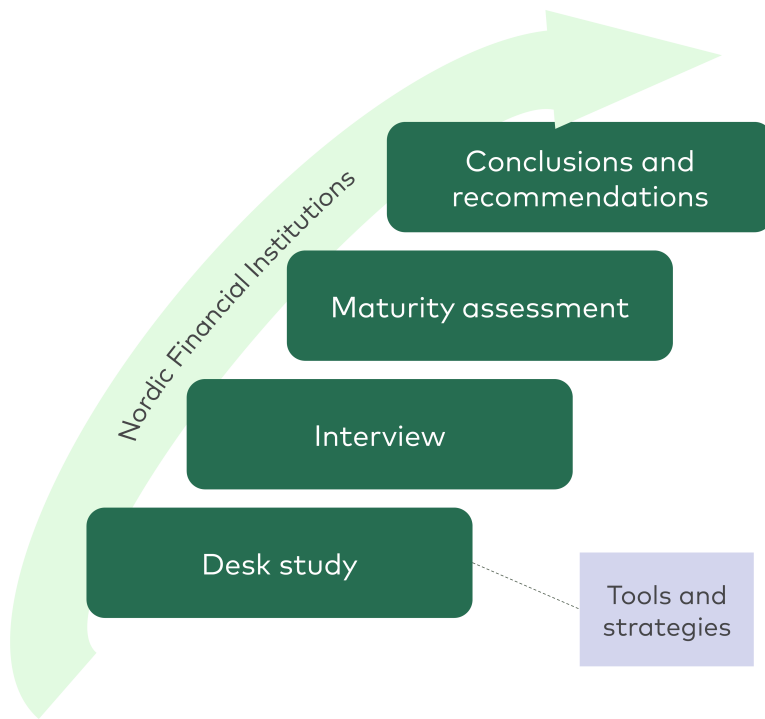 Conclusions and
recommendations
Nordic Financial Institutions
Maturity assessment
Interview
Desk study
Tools and
strategies